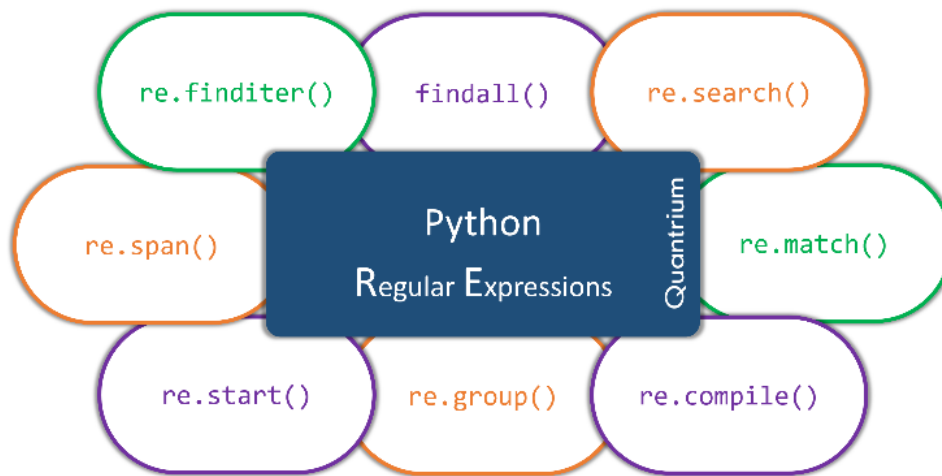 re.finditer()
findall()
re.search()
re.span()
Python
Regular Expressions
Quantrium
re.match()
re.start()
re.group()
re.compile()